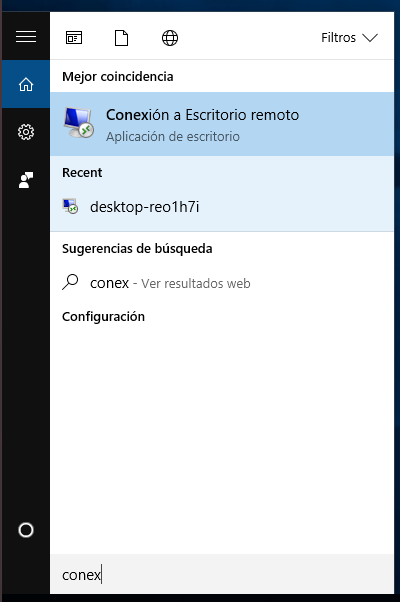 Filtros
Mejor coincidencia
Conexión a Escritorio remoto
Aplicación de escritorio
Recent
desktop-reo1h7i
Sugerencias de búsqueda
conex - Ver resultados web
Configuración
conex